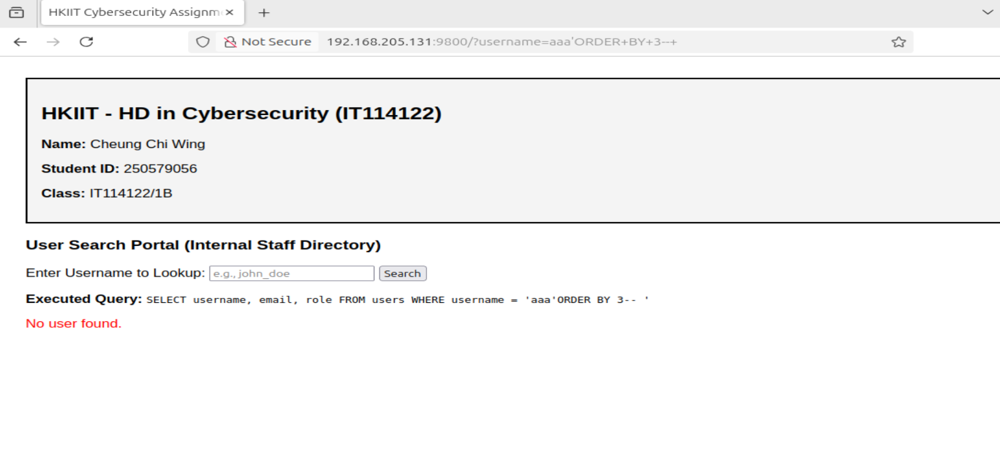 HKIIT Cybersecurity Assignm
Not Secure 192.168.205.131:9800/?username=aaa'ORDER+BY+3--+
HKIIT - HD in Cybersecurity (IT114122)
Name: Cheung Chi Wing
Student ID: 250579056
Class: IT114122/1B
User Search Portal (Internal Staff Directory)
Enter Username to Lookup: e.g., john_doe Search
Executed Query: SELECT username, email, role FROM users WHERE username = 'aaa'ORDER BY 3-- '
No user found.